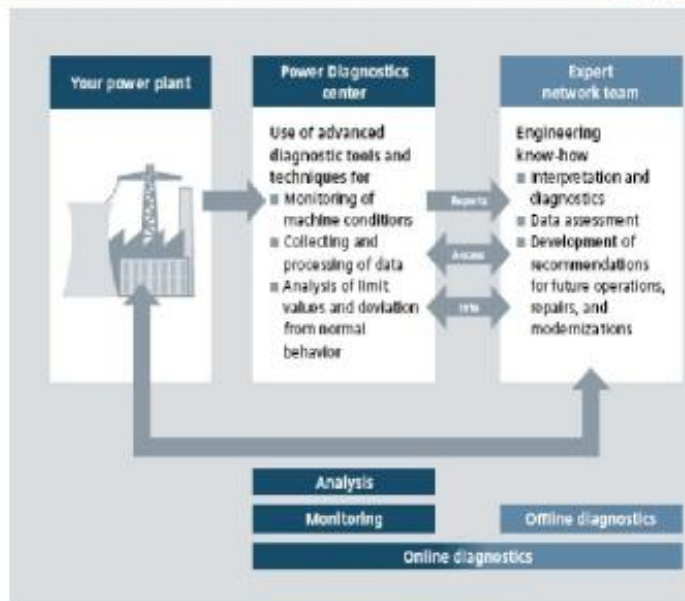 Your power plant
Power Diagnostics
center
Expert
network team
Use of advanced
diagnostic tools and
techniques for
■ Monitoring of
machine conditions
■ Collecting and
processing of data
■ Analysis of limit
values and deviation
from normal
behavior
Reports
Access
Info
Engineering
know-how
■ Interpretation and
diagnostics
■ Data assessment
■ Development of
recommendations
for future operations,
repairs, and
modernizations
Analysis
Monitoring
Offline diagnostics
Online diagnostics